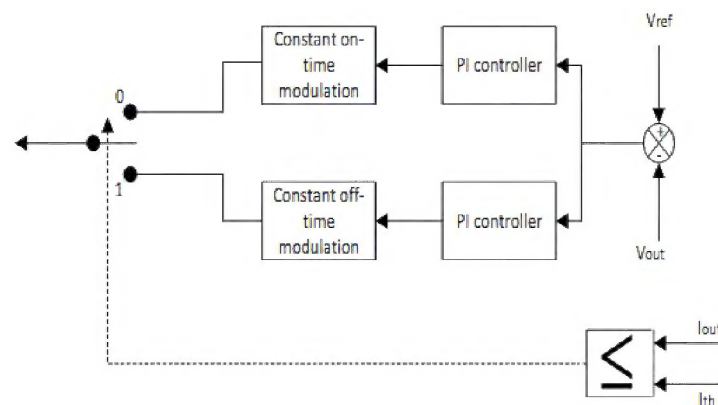 Vref
Constant on-
time
modulation
PI controller
0
+
-
1
Constant off-
time
modulation
PI controller
Vout
Iout
≤
Ith